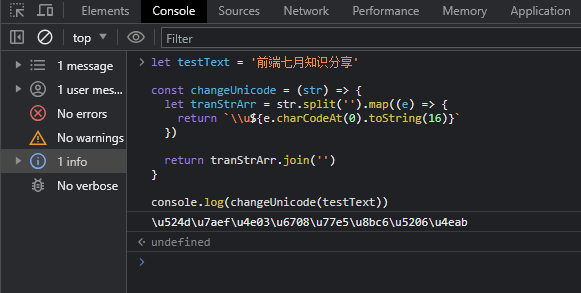 Elements Console Sources Network Performance Memory Application
top Filter
1 message
1 user mes...
No errors
No warnings
1 info
No verbose
let testText = '前端七月知识分享'
const changeUnicode = (str) => {
let tranStrArr = str.split('').map((e) => {
return `\\u${e.charCodeAt(0).toString(16)}`
})
return tranStrArr.join('')
}
console.log(changeUnicode(testText))
\u524d\u7aef\u4e03\u6708\u77e5\u8bc6\u5206\u4eab
undefined